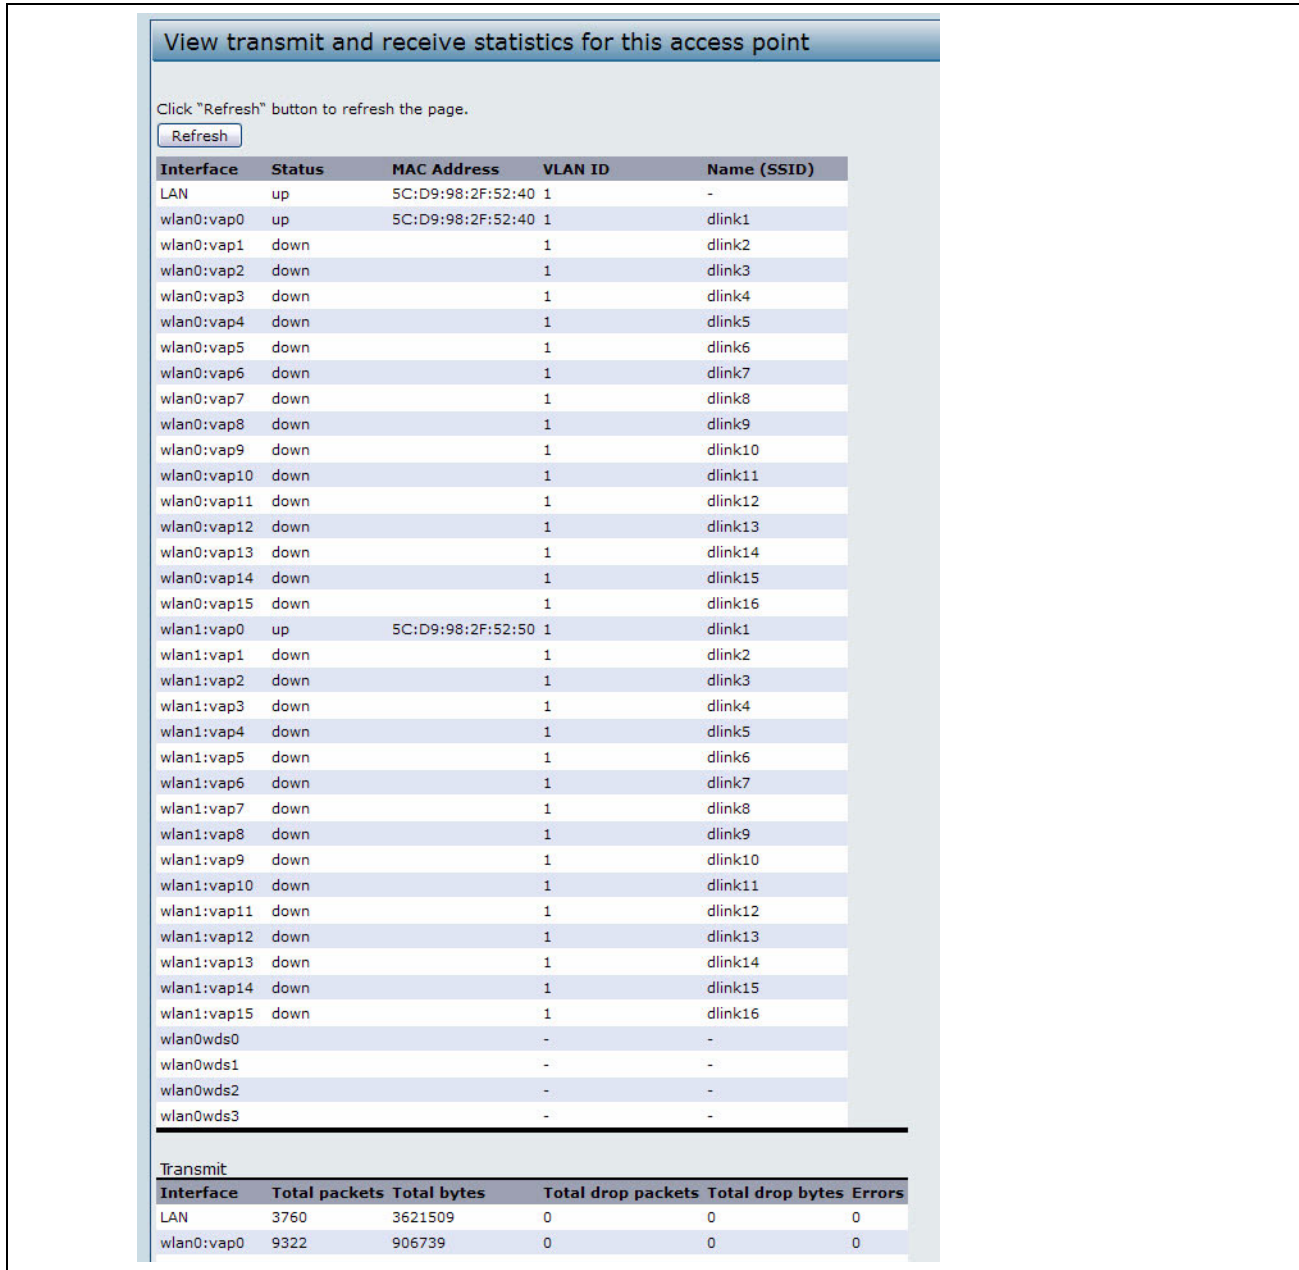 View transmit and receive statistics for this access point
Click "Refresh" button to refresh the page.
Refresh
Interface Status MAC Address VLAN ID Name (SSID)
LAN up 5C:D9:98:2F:52:40 1 -
wlan0:vap0 up 5C:D9:98:2F:52:40 1 dlink1
wlan0:vap1 down 1 dlink2
wlan0:vap2 down 1 dlink3
wlan0:vap3 down 1 dlink4
wlan0:vap4 down 1 dlink5
wlan0:vap5 down 1 dlink6
wlan0:vap6 down 1 dlink7
wlan0:vap7 down 1 dlink8
wlan0:vap8 down 1 dlink9
wlan0:vap9 down 1 dlink10
wlan0:vap10 down 1 dlink11
wlan0:vap11 down 1 dlink12
wlan0:vap12 down 1 dlink13
wlan0:vap13 down 1 dlink14
wlan0:vap14 down 1 dlink15
wlan0:vap15 down 1 dlink16
wlan1:vap0 up 5C:D9:98:2F:52:50 1 dlink1
wlan1:vap1 down 1 dlink2
wlan1:vap2 down 1 dlink3
wlan1:vap3 down 1 dlink4
wlan1:vap4 down 1 dlink5
wlan1:vap5 down 1 dlink6
wlan1:vap6 down 1 dlink7
wlan1:vap7 down 1 dlink8
wlan1:vap8 down 1 dlink9
wlan1:vap9 down 1 dlink10
wlan1:vap10 down 1 dlink11
wlan1:vap11 down 1 dlink12
wlan1:vap12 down 1 dlink13
wlan1:vap13 down 1 dlink14
wlan1:vap14 down 1 dlink15
wlan1:vap15 down 1 dlink16
wlan0wds0 - -
wlan0wds1 - -
wlan0wds2 - -
wlan0wds3 - -
Transmit
Interface Total packets Total bytes Total drop packets Total drop bytes Errors
LAN 3760 3621509 0 0 0
wlan0:vap0 9322 906739 0 0 0